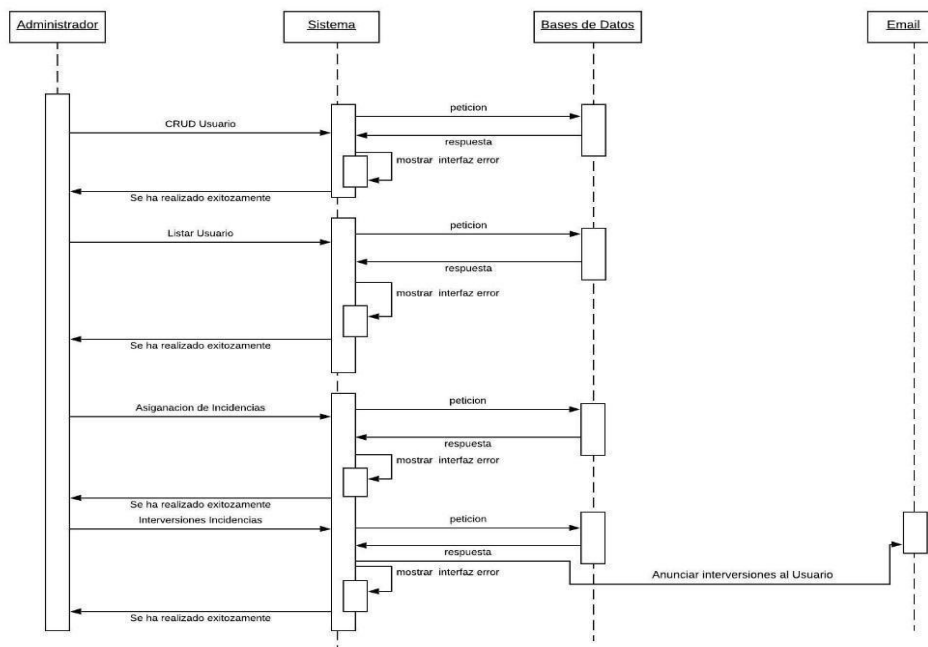 Administrador
Sistema
Bases de Datos
Email
peticion
CRUD Usuario
respuesta
mostrar interfaz error
Se ha realizado exitozamente
peticion
Listar Usuario
respuesta
mostrar interfaz error
Se ha realizado exitozamente
peticion
Asiganacion de Incidencias
respuesta
mostrar interfaz error
Se ha realizado exitozamente
Interversiones Incidencias
peticion
respuesta
mostrar interfaz error
Anunciar interversiones al Usuario
Se ha realizado exitozamente